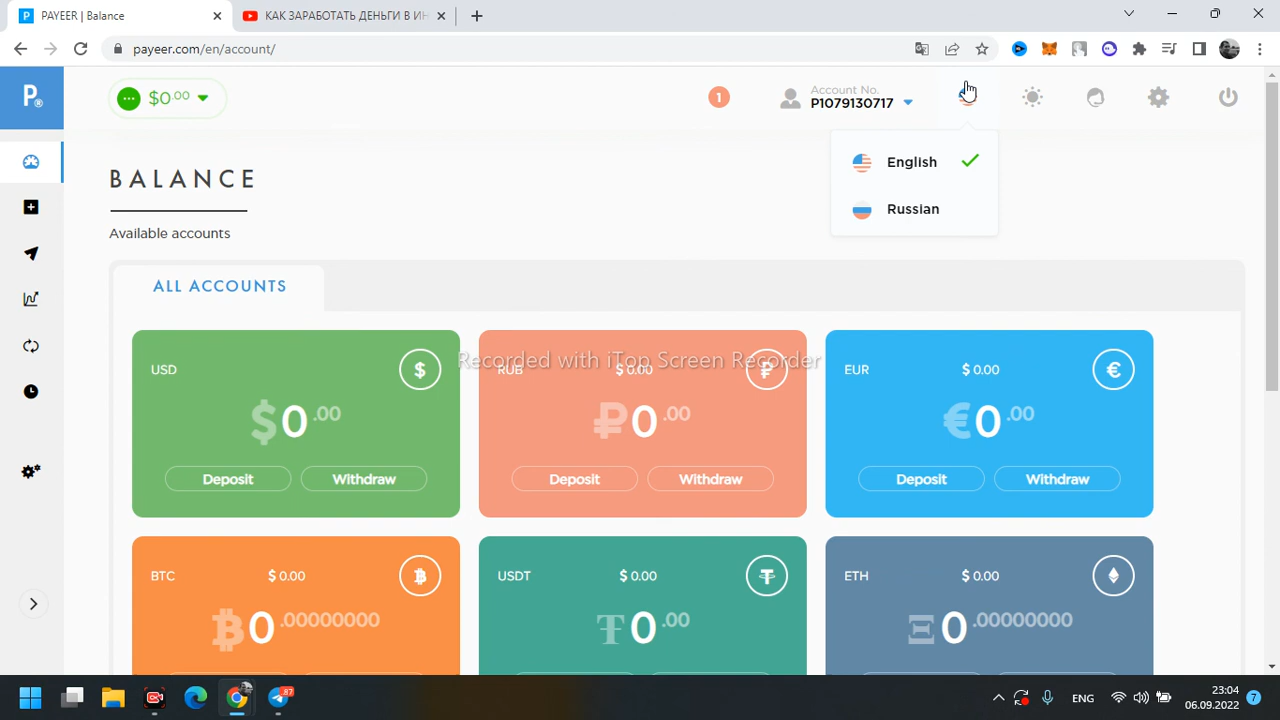 PAYEER | Balance
КАК ЗАРАБОТАТЬ ДЕНЬГИ В ИН
payeer.com/en/account/
P®
$0.00
1
Account No.
P1079130717
English
Russian
BALANCE
Available accounts
ALL ACCOUNTS
USD
$
$0.00
Deposit
Withdraw
RUB
$ 0.00
₽
₽0.00
Deposit
Withdraw
EUR
$ 0.00
€
€0.00
Deposit
Withdraw
Recorded with iTop Screen Recorder
BTC
$ 0.00
₿0.00000000
USDT
$ 0.00
₮0.00
ETH
$ 0.00
Ξ0.00000000
87
ENG
23:04
06.09.2022
7